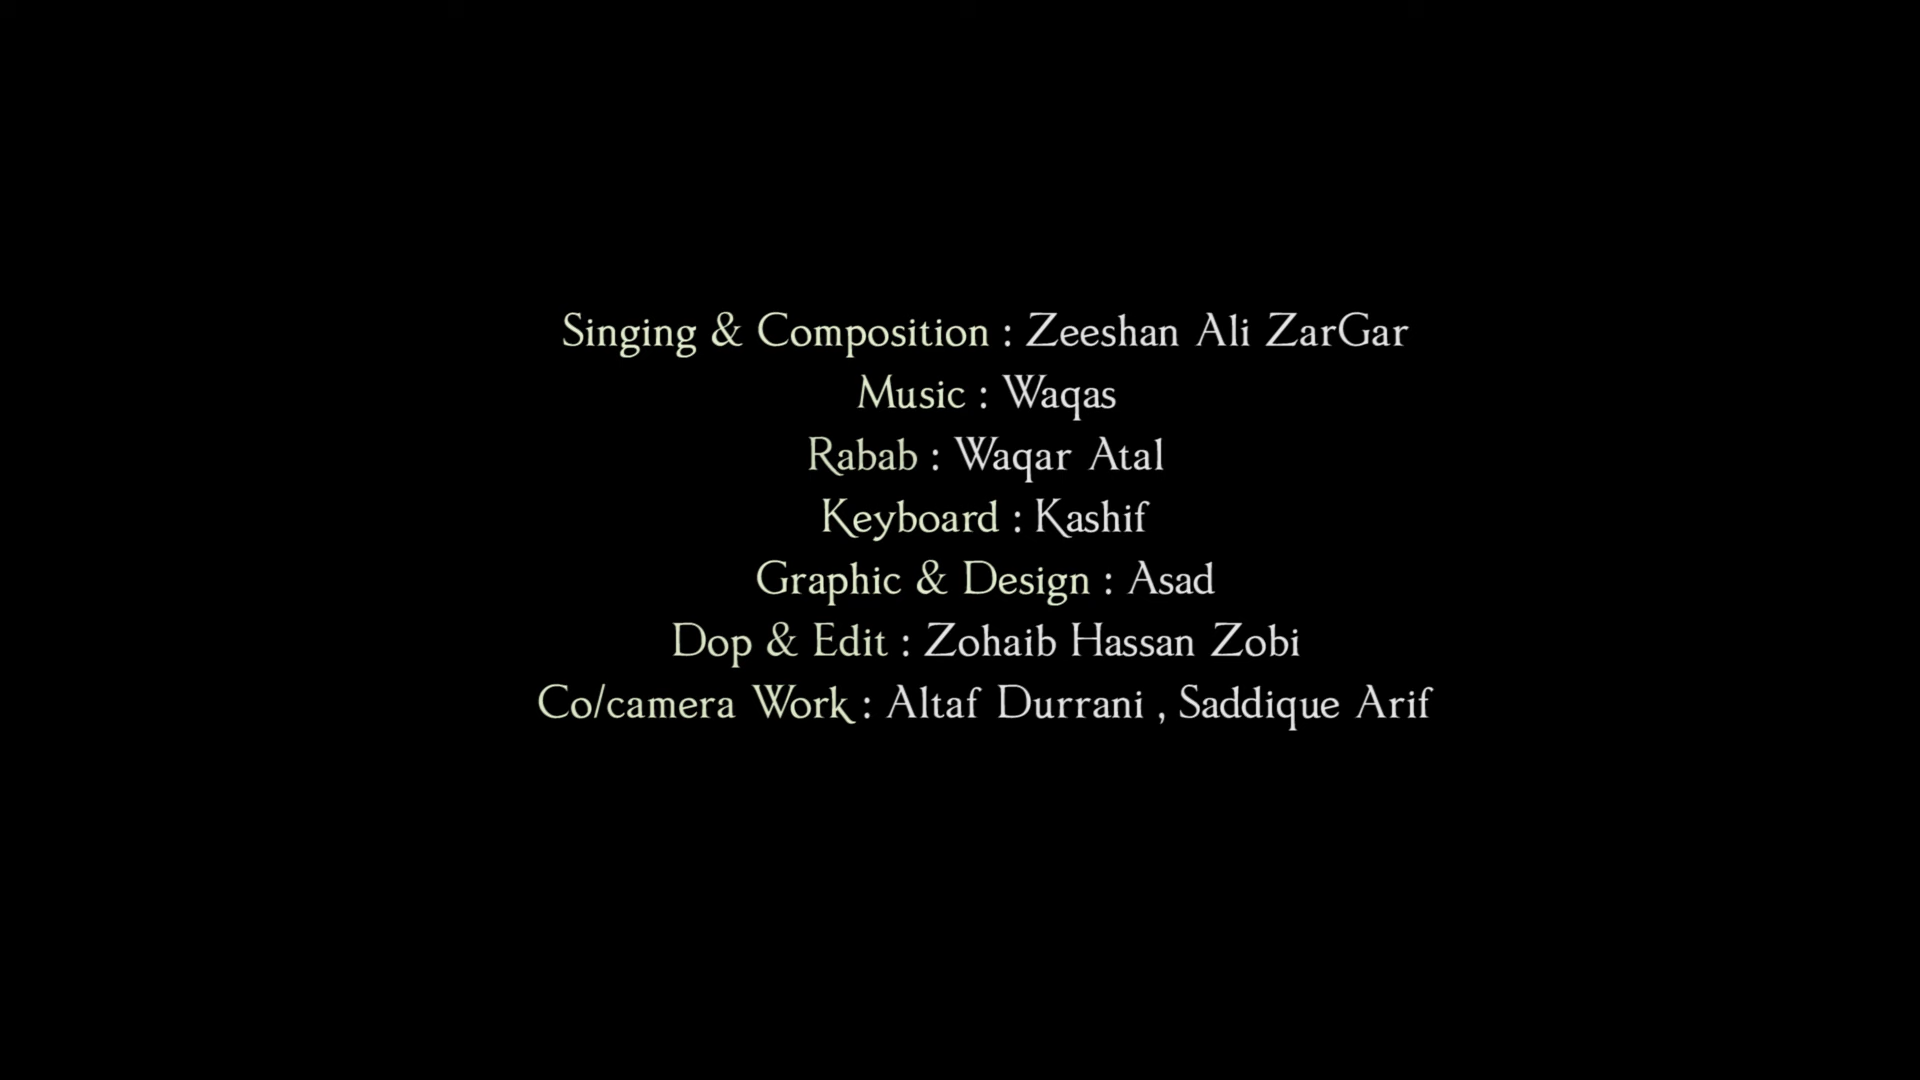 Singing & Composition : Zeeshan Ali ZarGar
Music : Waqas
Rabab : Waqar Atal
Keyboard : Kashif
Graphic & Design : Asad
Dop & Edit : Zohaib Hassan Zobi
Co/camera Work : Altaf Durrani , Saddique Arif